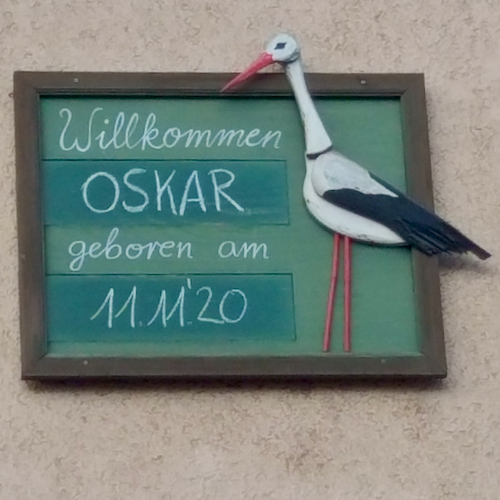 Willkommen
OSKAR
geboren am
11.11.'20